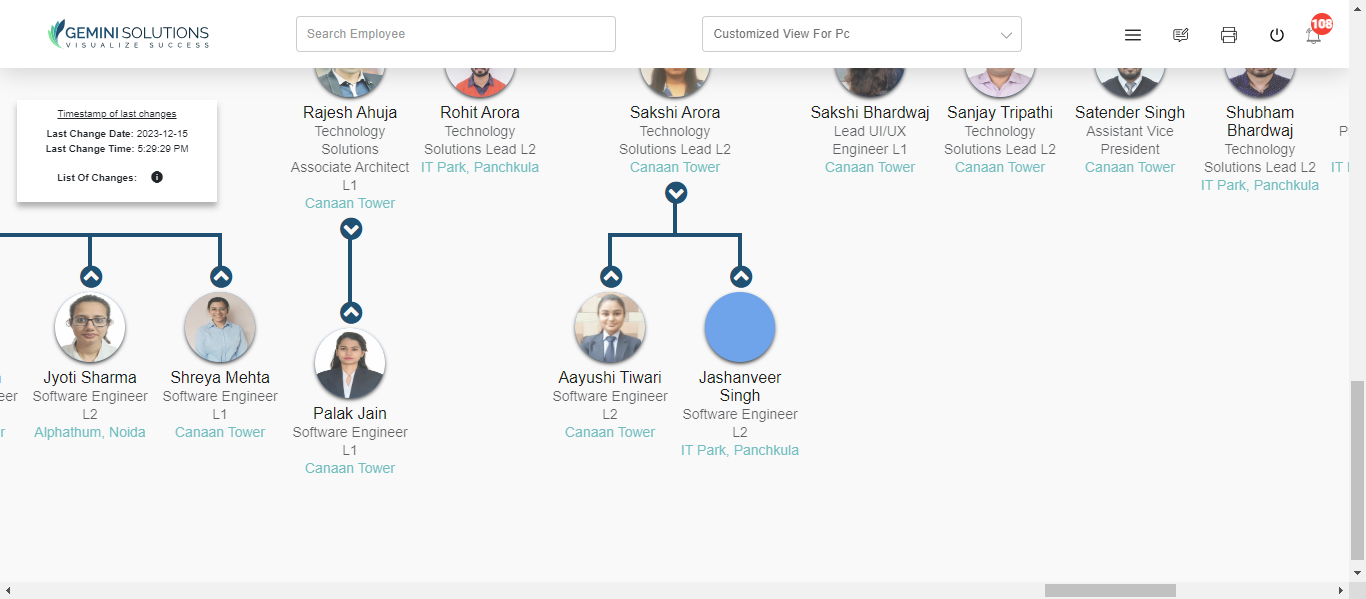 GEMINI SOLUTIONS
VISUALIZE SUCCESS
Search Employee
Customized View For Pc
108
Timestamp of last changes
Last Change Date: 2023-12-15
Last Change Time: 5:29:29 PM
List Of Changes:
Rajesh Ahuja
Technology
Solutions
Associate Architect
L1
Canaan Tower
Rohit Arora
Technology
Solutions Lead L2
IT Park, Panchkula
Sakshi Arora
Technology
Solutions Lead L2
Canaan Tower
Sakshi Bhardwaj
Lead UI/UX
Engineer L1
Canaan Tower
Sanjay Tripathi
Technology
Solutions Lead L2
Canaan Tower
Satender Singh
Assistant Vice
President
Canaan Tower
Shubham
Bhardwaj
Technology
Solutions Lead L2
IT Park, Panchkula
Jyoti Sharma
Software Engineer
L2
Alphathum, Noida
Shreya Mehta
Software Engineer
L1
Canaan Tower
Palak Jain
Software Engineer
L1
Canaan Tower
Aayushi Tiwari
Software Engineer
L2
Canaan Tower
Jashanveer
Singh
Software Engineer
L2
IT Park, Panchkula